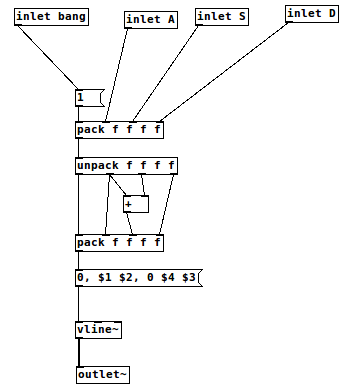 inlet bang
inlet A
inlet S
inlet D
1
pack f f f f
unpack f f f f
+
pack f f f f
0, $1 $2, 0 $4 $3
vline~
outlet~